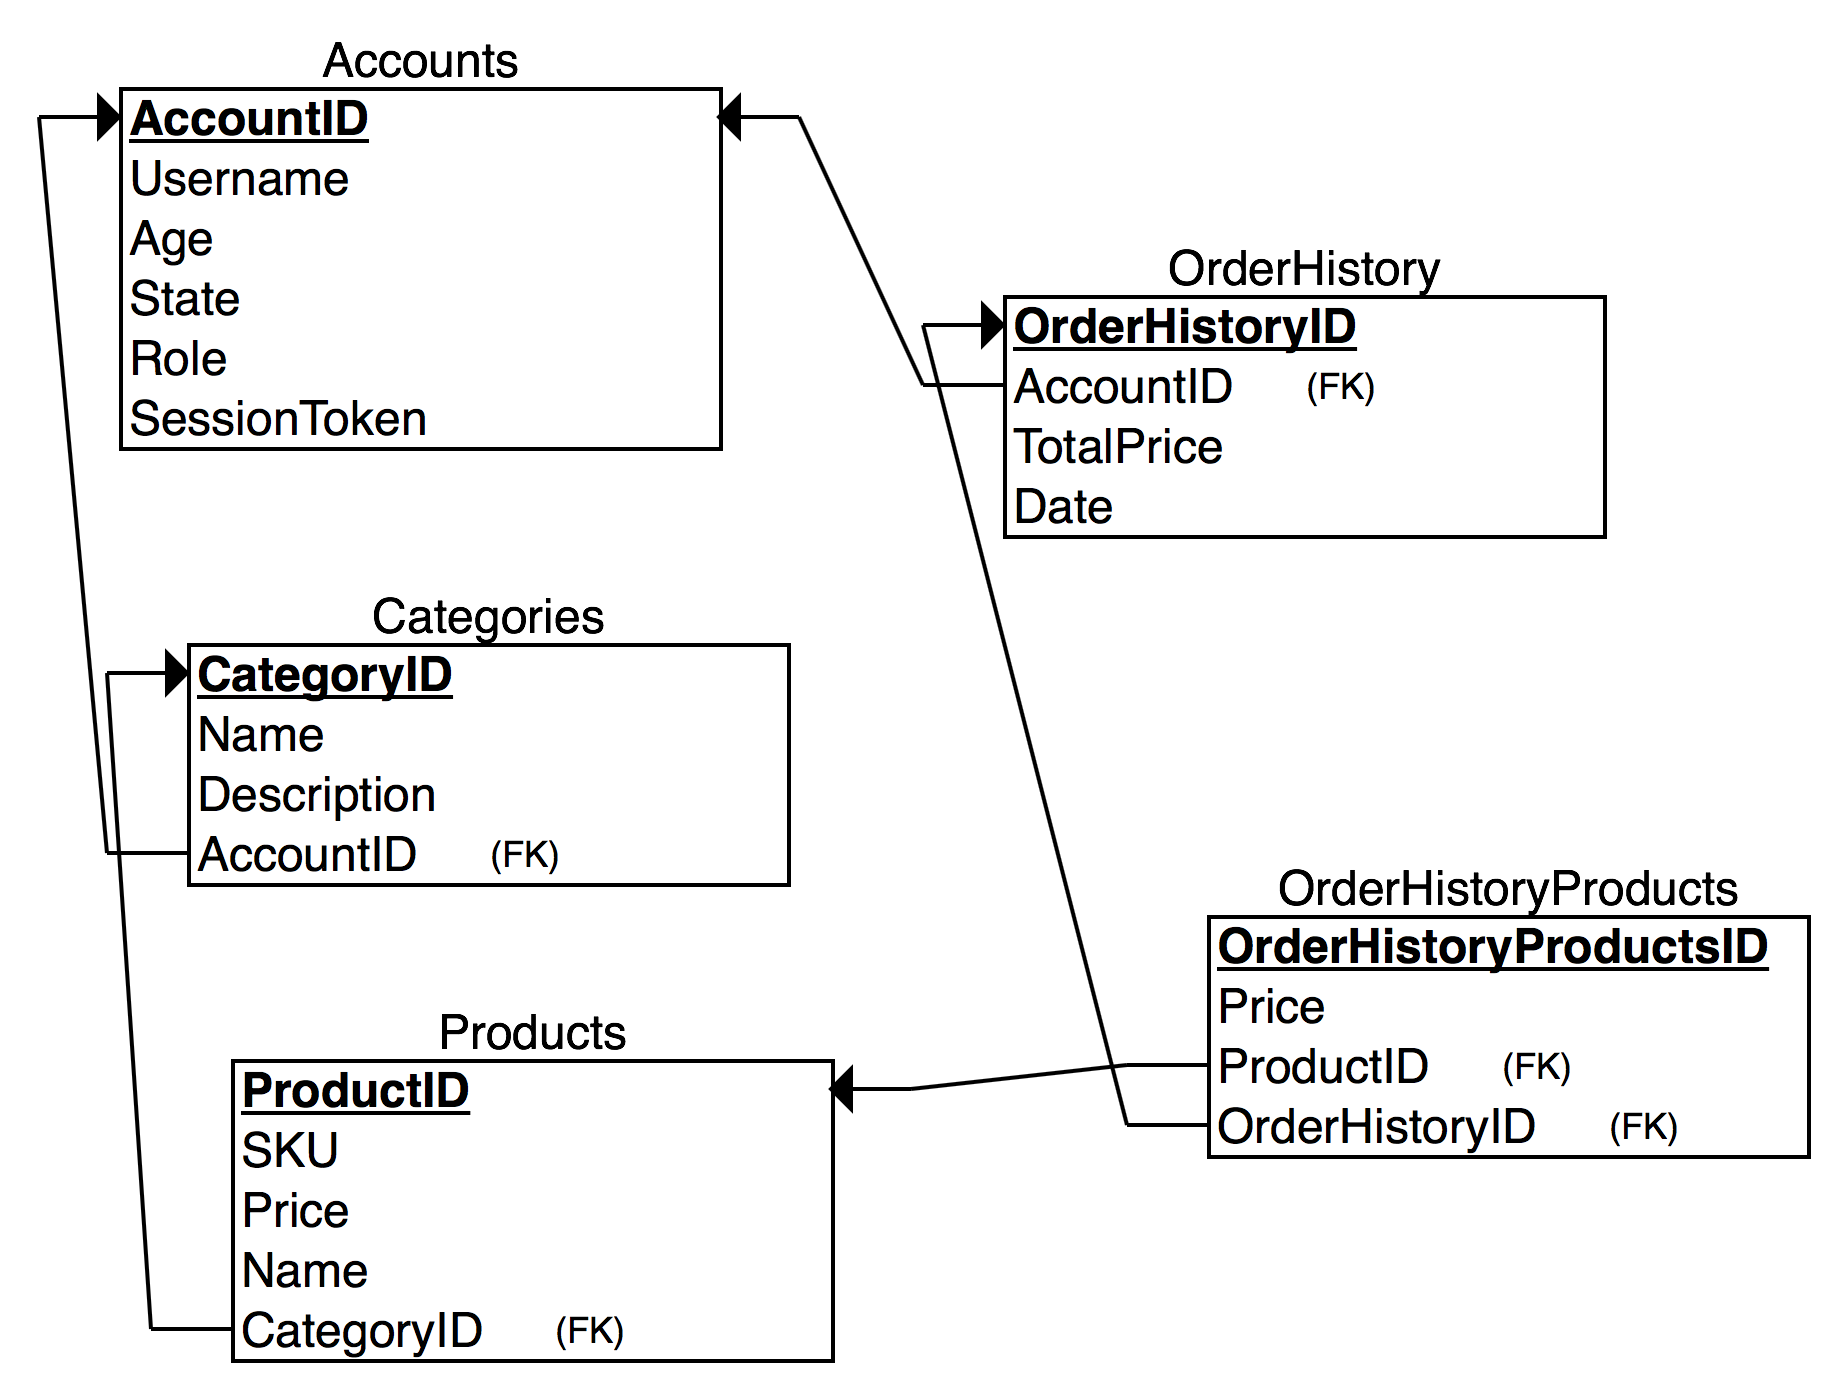 Accounts
AccountID
Username
Age
State
Role
SessionToken
OrderHistory
OrderHistoryID
AccountID (FK)
TotalPrice
Date
Categories
CategoryID
Name
Description
AccountID (FK)
OrderHistoryProducts
OrderHistoryProductsID
Price
ProductID (FK)
OrderHistoryID (FK)
Products
ProductID
SKU
Price
Name
CategoryID (FK)